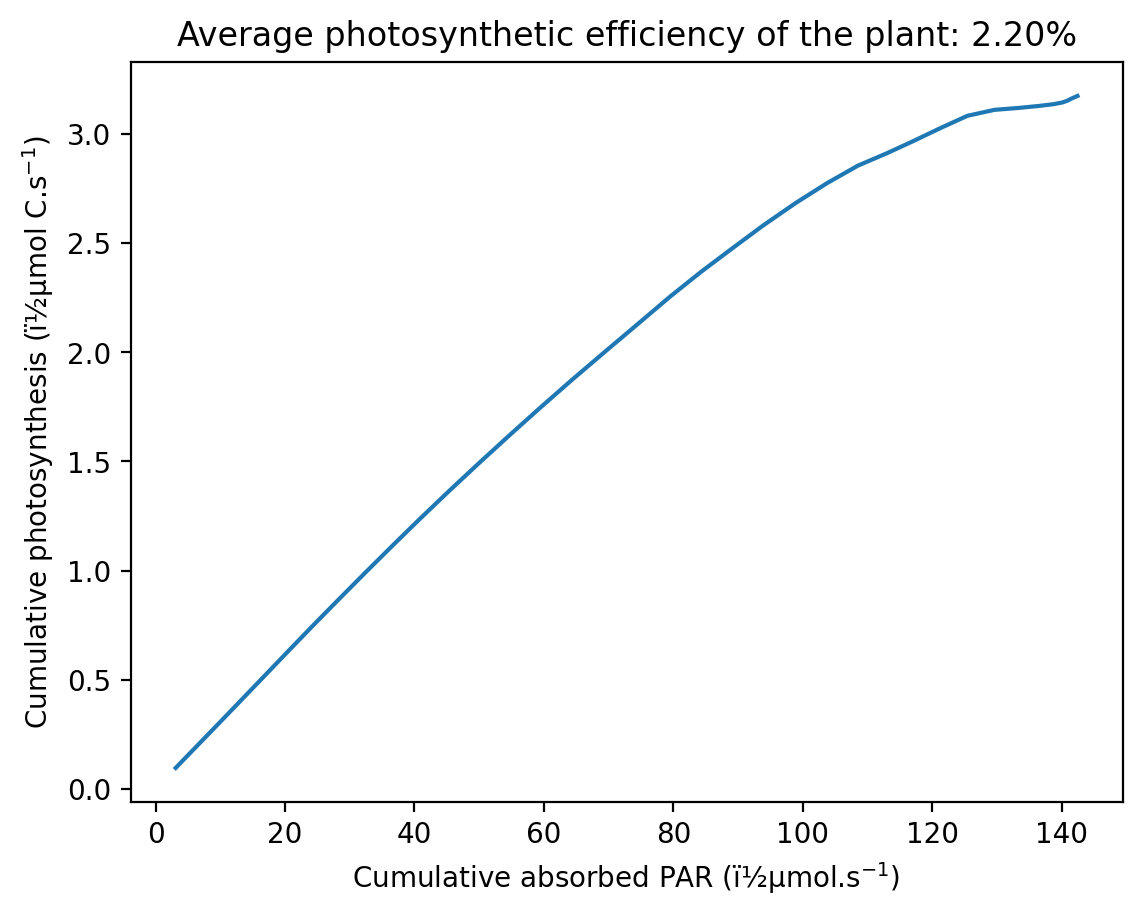 Average photosynthetic efficiency of the plant: 2.20%
Cumulative photosynthesis (ï½µmol C.s⁻¹)
3.0
2.5
2.0
1.5
1.0
0.5
0.0
0 20 40 60 80 100 120 140
Cumulative absorbed PAR (ï½µmol.s⁻¹)